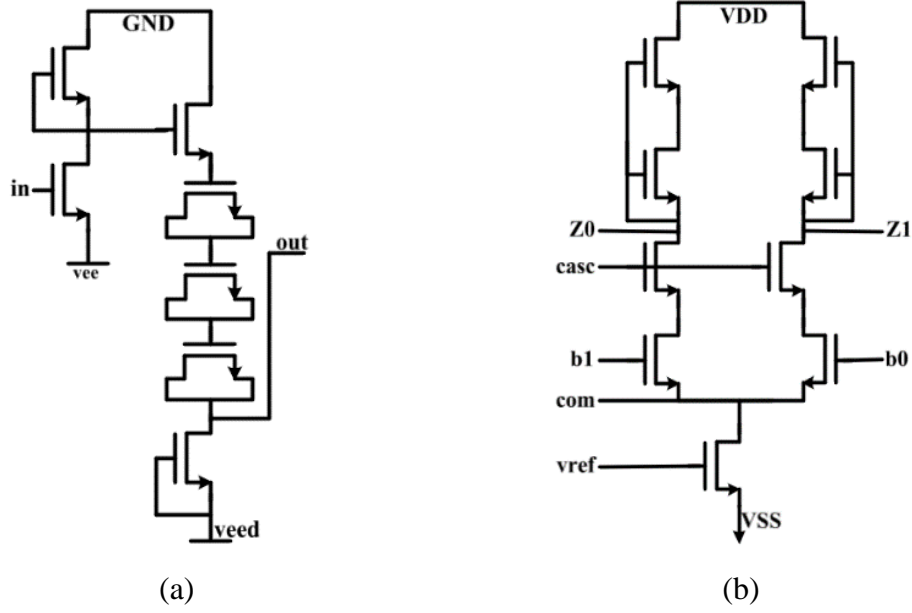 GND
in
vee
out
veed
(a)
VDD
Z0
Z1
casc
b1
b0
com
vref
VSS
(b)